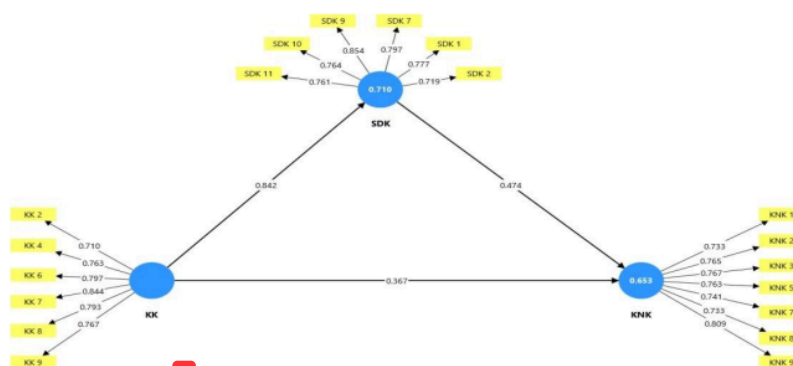 SDK 9
SDK 7
SDK 10
SDK 1
SDK 11
SDK 2
0.854
0.797
0.764
0.777
0.761
0.719
0.710
SDK
0.842
0.474
KK 2
KK 4
KK 6
KK 7
KK 8
KK 9
0.710
0.763
0.797
0.844
0.793
0.767
KK
0.367
0.653
KNK
0.733
0.765
0.767
0.763
0.741
0.733
0.809
KNK 1
KNK 2
KNK 3
KNK 5
KNK 7
KNK 8
KNK 9